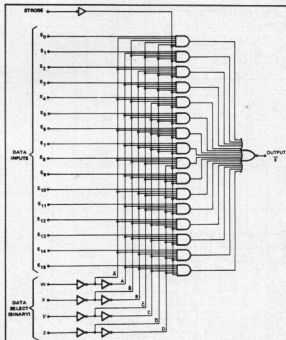 STROBE
E0
E1
E2
E3
E4
E5
E6
E7
E8
E9
E10
E11
E12
E13
E14
E15
DATA INPUTS
OUTPUT
W
X
Y
Z
A
B
C
D
DATA SELECT (BINARY)